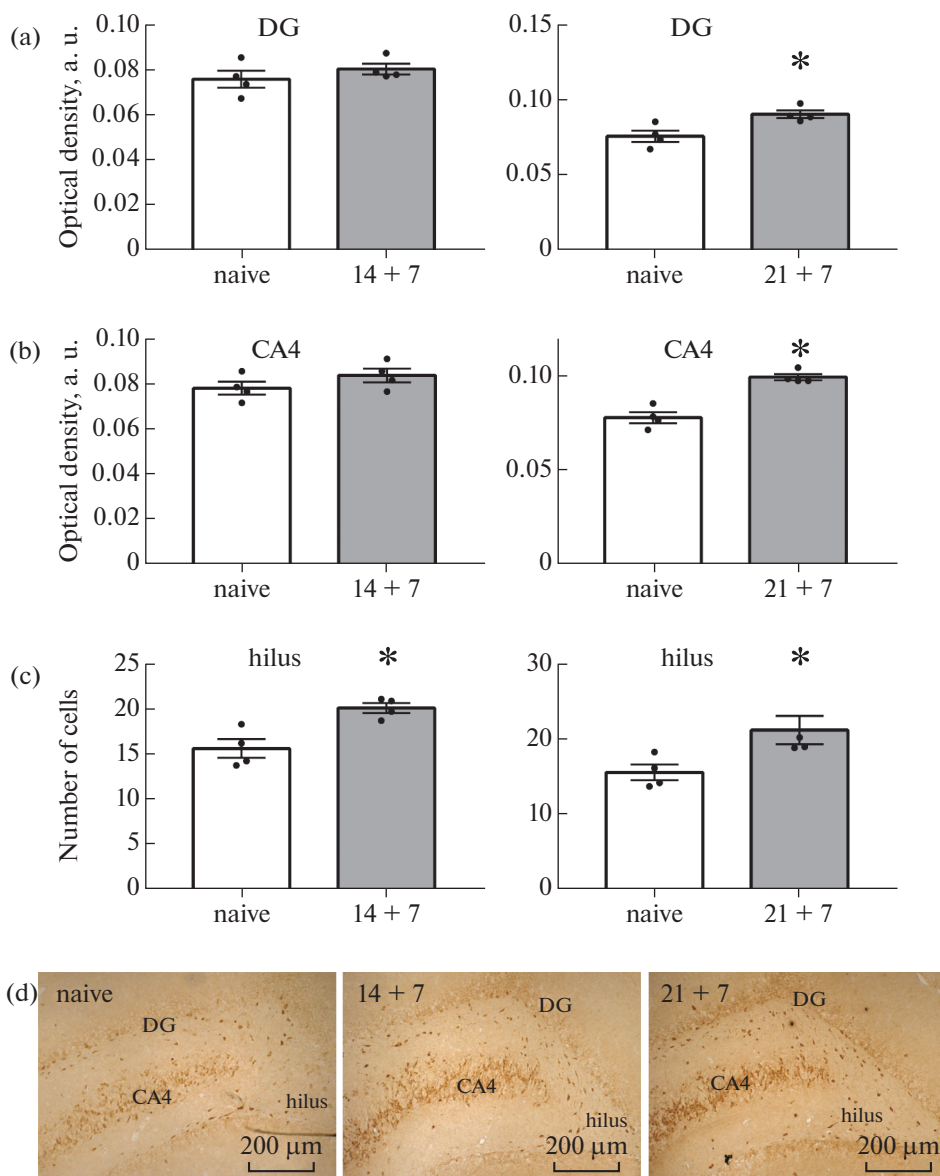 (a)
DG
Optical density, a. u.
0.10
0.08
0.06
0.04
0.02
0
naive
14 + 7
DG
*
0.15
0.10
0.05
0
naive
21 + 7
(b)
CA4
Optical density, a. u.
0.10
0.08
0.06
0.04
0.02
0
naive
14 + 7
CA4
*
0.10
0.05
0
naive
21 + 7
(c)
hilus
*
Number of cells
25
20
15
10
5
0
naive
14 + 7
hilus
*
30
20
10
0
naive
21 + 7
(d)
naive
DG
CA4
hilus
200 µm
14 + 7
DG
CA4
hilus
200 µm
21 + 7
DG
CA4
hilus
200 µm